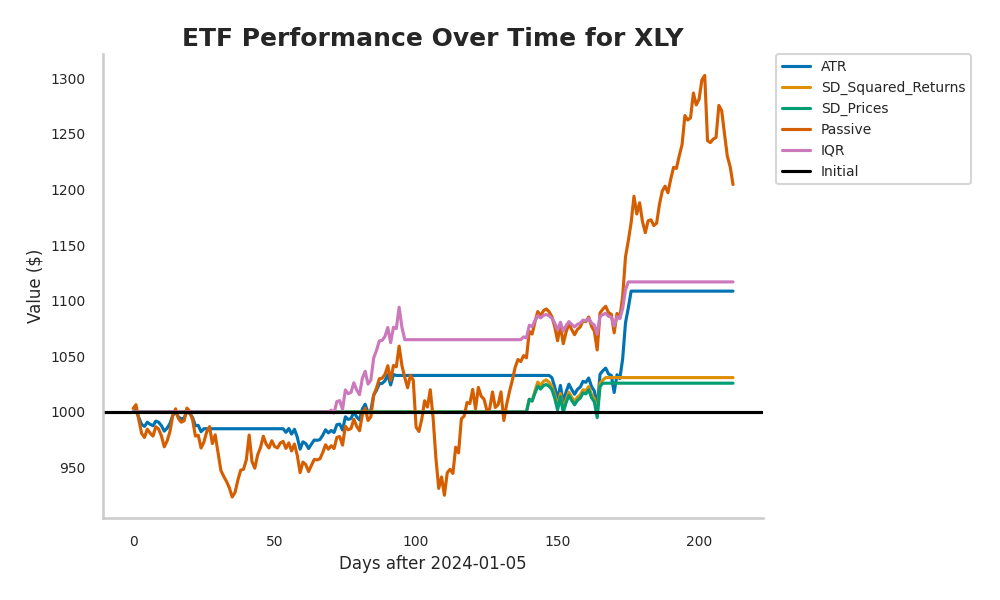 ETF Performance Over Time for XLY
1300
1250
1200
1150
1100
1050
1000
950
Value ($)
0
50
100
150
200
Days after 2024-01-05
ATR
SD_Squared_Returns
SD_Prices
Passive
IQR
Initial